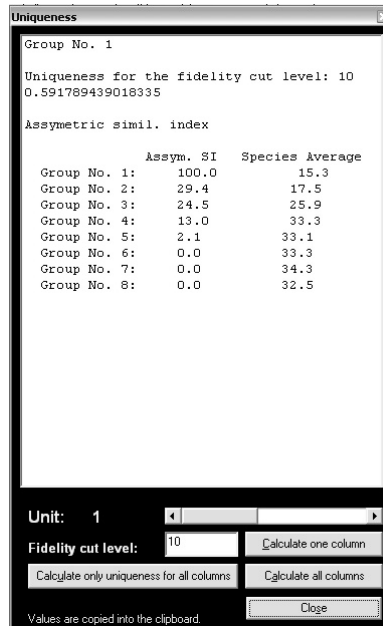 Uniqueness
Group No. 1
Uniqueness for the fidelity cut level: 10
0.591789439018335
Assymetric simil. index
Assym. SI Species Average
Group No. 1: 100.0 15.3
Group No. 2: 29.4 17.5
Group No. 3: 24.5 25.9
Group No. 4: 13.0 33.3
Group No. 5: 2.1 33.1
Group No. 6: 0.0 33.3
Group No. 7: 0.0 34.3
Group No. 8: 0.0 32.5
Unit: 1
Fidelity cut level: 10 Calculate one column
Calculate only uniqueness for all columns Calculate all columns
Close
Values are copied into the clipboard.